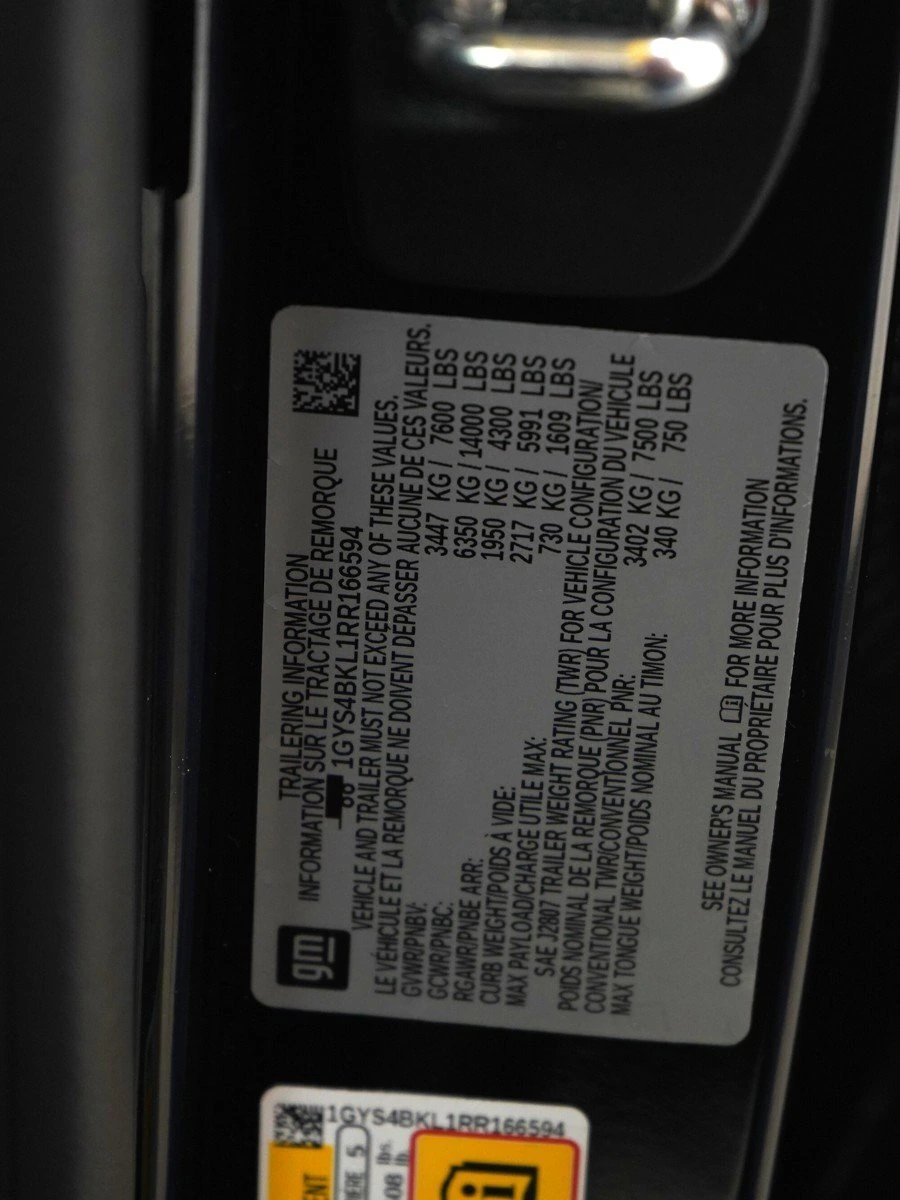 gm
TRAILERING INFORMATION
INFORMATION SUR LE TRACTAGE DE REMORQUE
1GYS4BKL1RR166594
VEHICLE AND TRAILER MUST NOT EXCEED ANY OF THESE VALUES.
LE VÉHICULE ET LA REMORQUE NE DOIVENT DÉPASSER AUCUNE DE CES VALEURS.
GVWR/PNBV: 3447 KG / 7600 LBS
GCWR/PNBC: 6350 KG / 14000 LBS
RGAWR/PNBE ARR: 1950 KG / 4300 LBS
CURB WEIGHT/POIDS À VIDE: 2717 KG / 5991 LBS
MAX PAYLOAD/CHARGE UTILE MAX: 730 KG / 1609 LBS
SAE J2807 TRAILER WEIGHT RATING (TWR) FOR VEHICLE CONFIGURATION/
POIDS NOMINAL DE LA REMORQUE (PNR) POUR LA CONFIGURATION DU VÉHICULE
CONVENTIONAL TWR/CONVENTIONNEL PNR: 3402 KG / 7500 LBS
MAX TONGUE WEIGHT/POIDS NOMINAL AU TIMON: 340 KG / 750 LBS
SEE OWNER'S MANUAL FOR MORE INFORMATION
CONSULTEZ LE MANUEL DU PROPRIÉTAIRE POUR PLUS D'INFORMATIONS.
1GYS4BKL1RR166594
5
lbs.